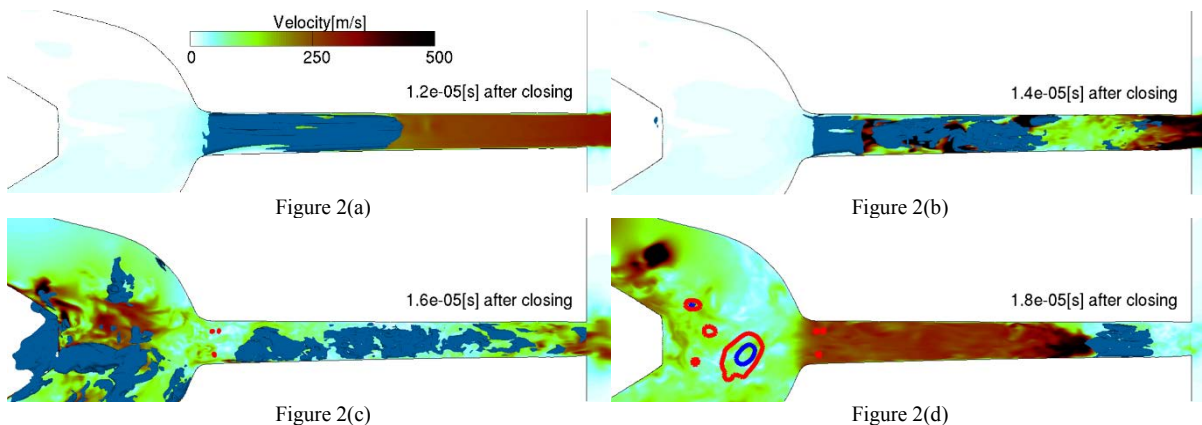 Velocity[m/s]
0 250 500
1.2e-05[s] after closing
1.4e-05[s] after closing
Figure 2(a)
Figure 2(b)
1.6e-05[s] after closing
1.8e-05[s] after closing
Figure 2(c)
Figure 2(d)